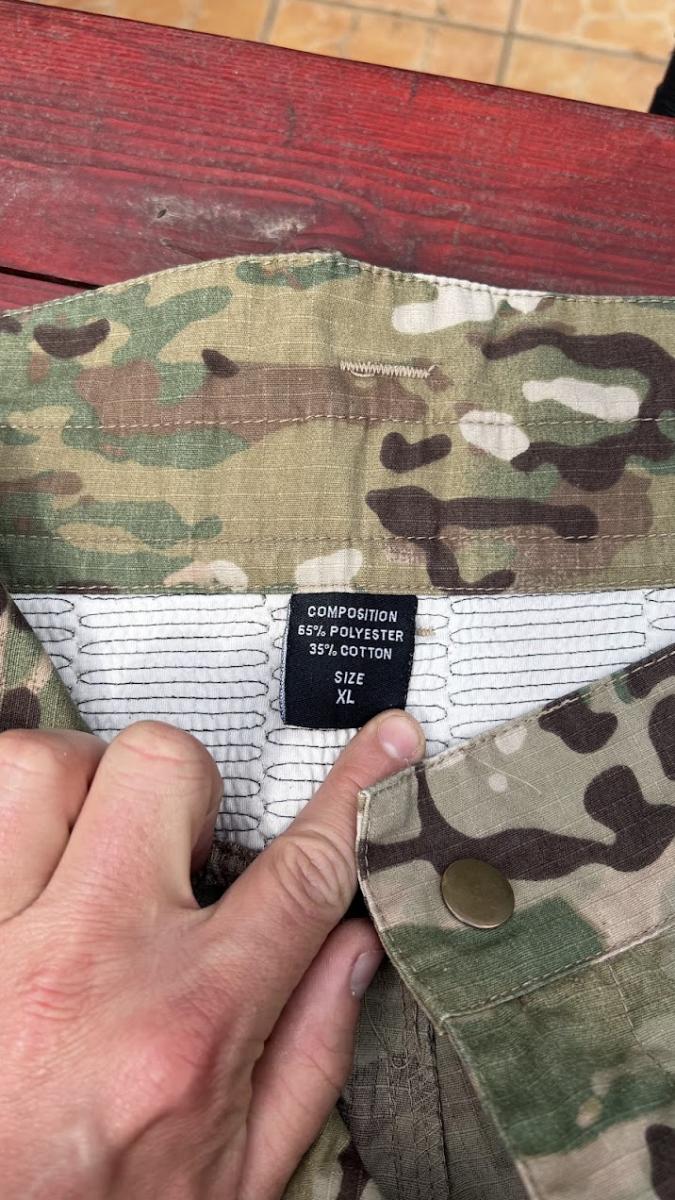 COMPOSITION
65% POLYESTER
35% COTTON
SIZE
XL